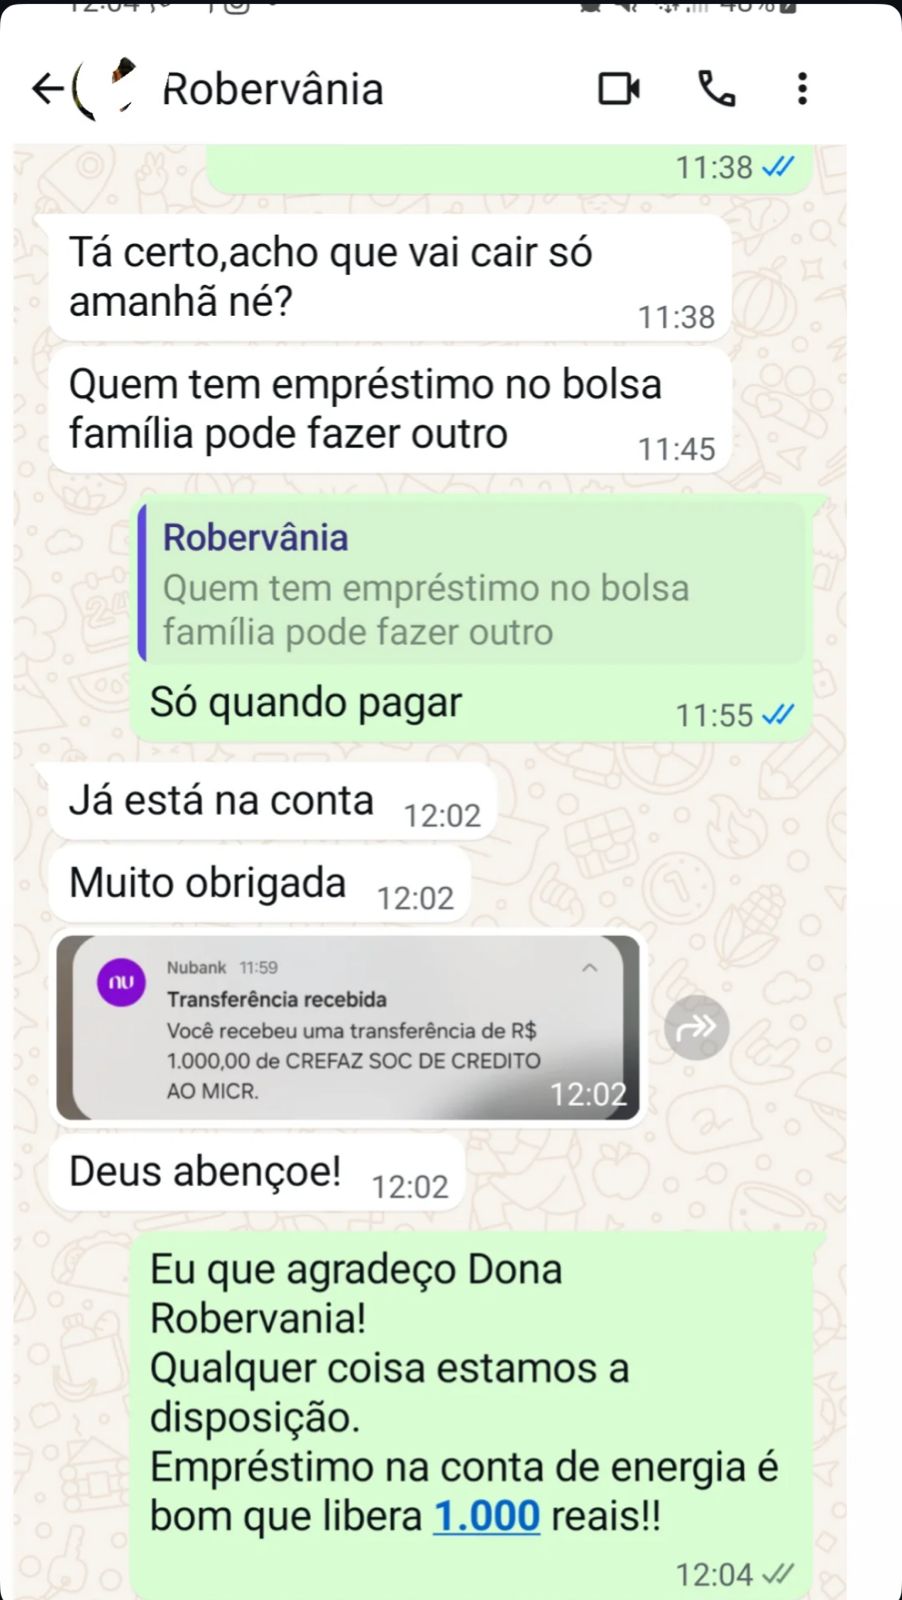 Robervânia
11:38
Tá certo,acho que vai cair só
amanhã né?
11:38
Quem tem empréstimo no bolsa
família pode fazer outro
11:45
Robervânia
Quem tem empréstimo no bolsa
família pode fazer outro
Só quando pagar
11:55
Já está na conta
12:02
Muito obrigada
12:02
nu
Nubank 11:59
Transferência recebida
Você recebeu uma transferência de R$
1.000,00 de CREFAZ SOC DE CREDITO
AO MICR.
12:02
Deus abençoe!
12:02
Eu que agradeço Dona
Robervania!
Qualquer coisa estamos a
disposição.
Empréstimo na conta de energia é
bom que libera 1.000 reais!!
12:04